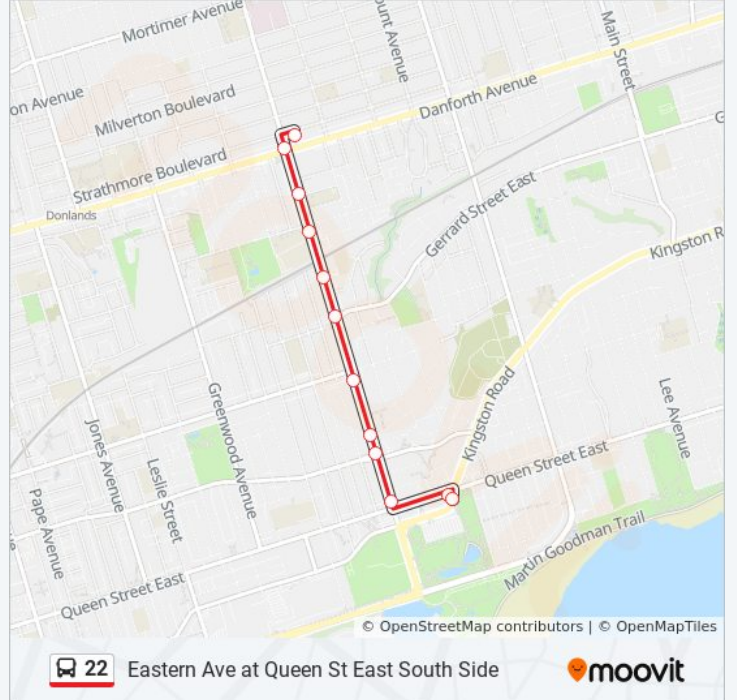 Mortimer Avenue
ount Avenue
Main Street
on Avenue
Milverton Boulevard
Danforth Avenue
Strathmore Boulevard
G
Donlands
Gerrard Street East
Kingston R
Greenwood Avenue
Kingston Road
Lee Avenue
Jones Avenue
Leslie Street
Queen Street East
Pape Avenue
Martin Goodman Trail
Queen Street East
© OpenStreetMap contributors | © OpenMapTiles
22 Eastern Ave at Queen St East South Side
moovit